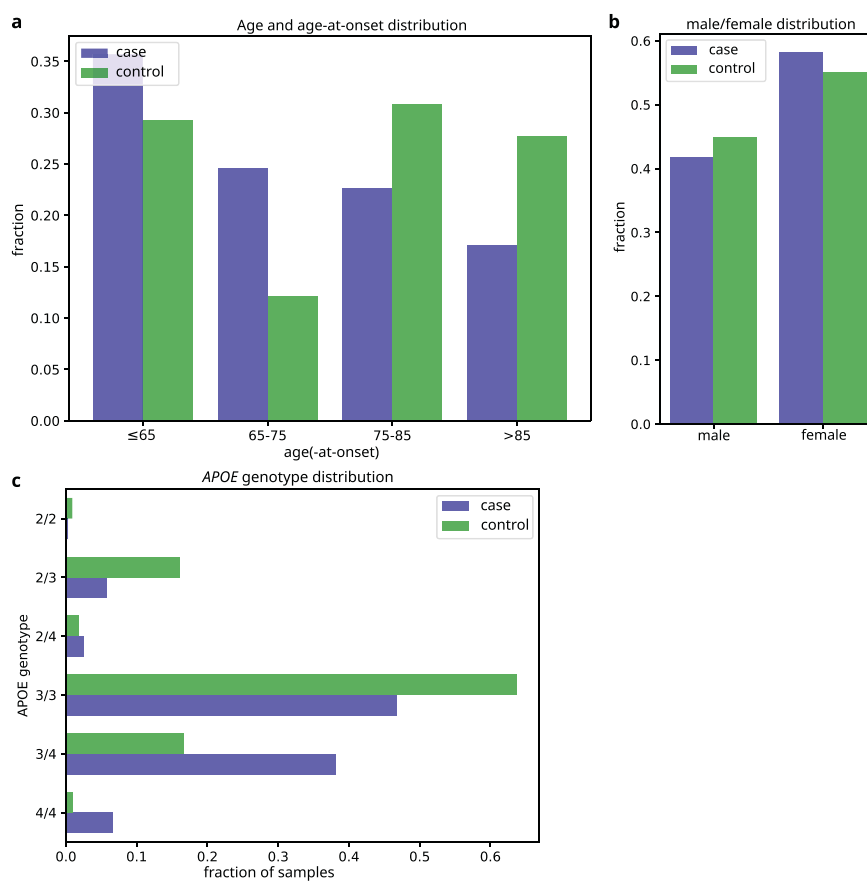 a
Age and age-at-onset distribution
case
control
0.35
0.30
0.25
0.20
0.15
0.10
0.05
0.00
fraction
≤65
65-75
75-85
>85
age(-at-onset)
b
male/female distribution
case
control
0.6
0.5
0.4
0.3
0.2
0.1
0.0
fraction
male
female
c
APOE genotype distribution
case
control
2/2
2/3
2/4
3/3
3/4
4/4
APOE genotype
0.0
0.1
0.2
0.3
0.4
0.5
0.6
fraction of samples